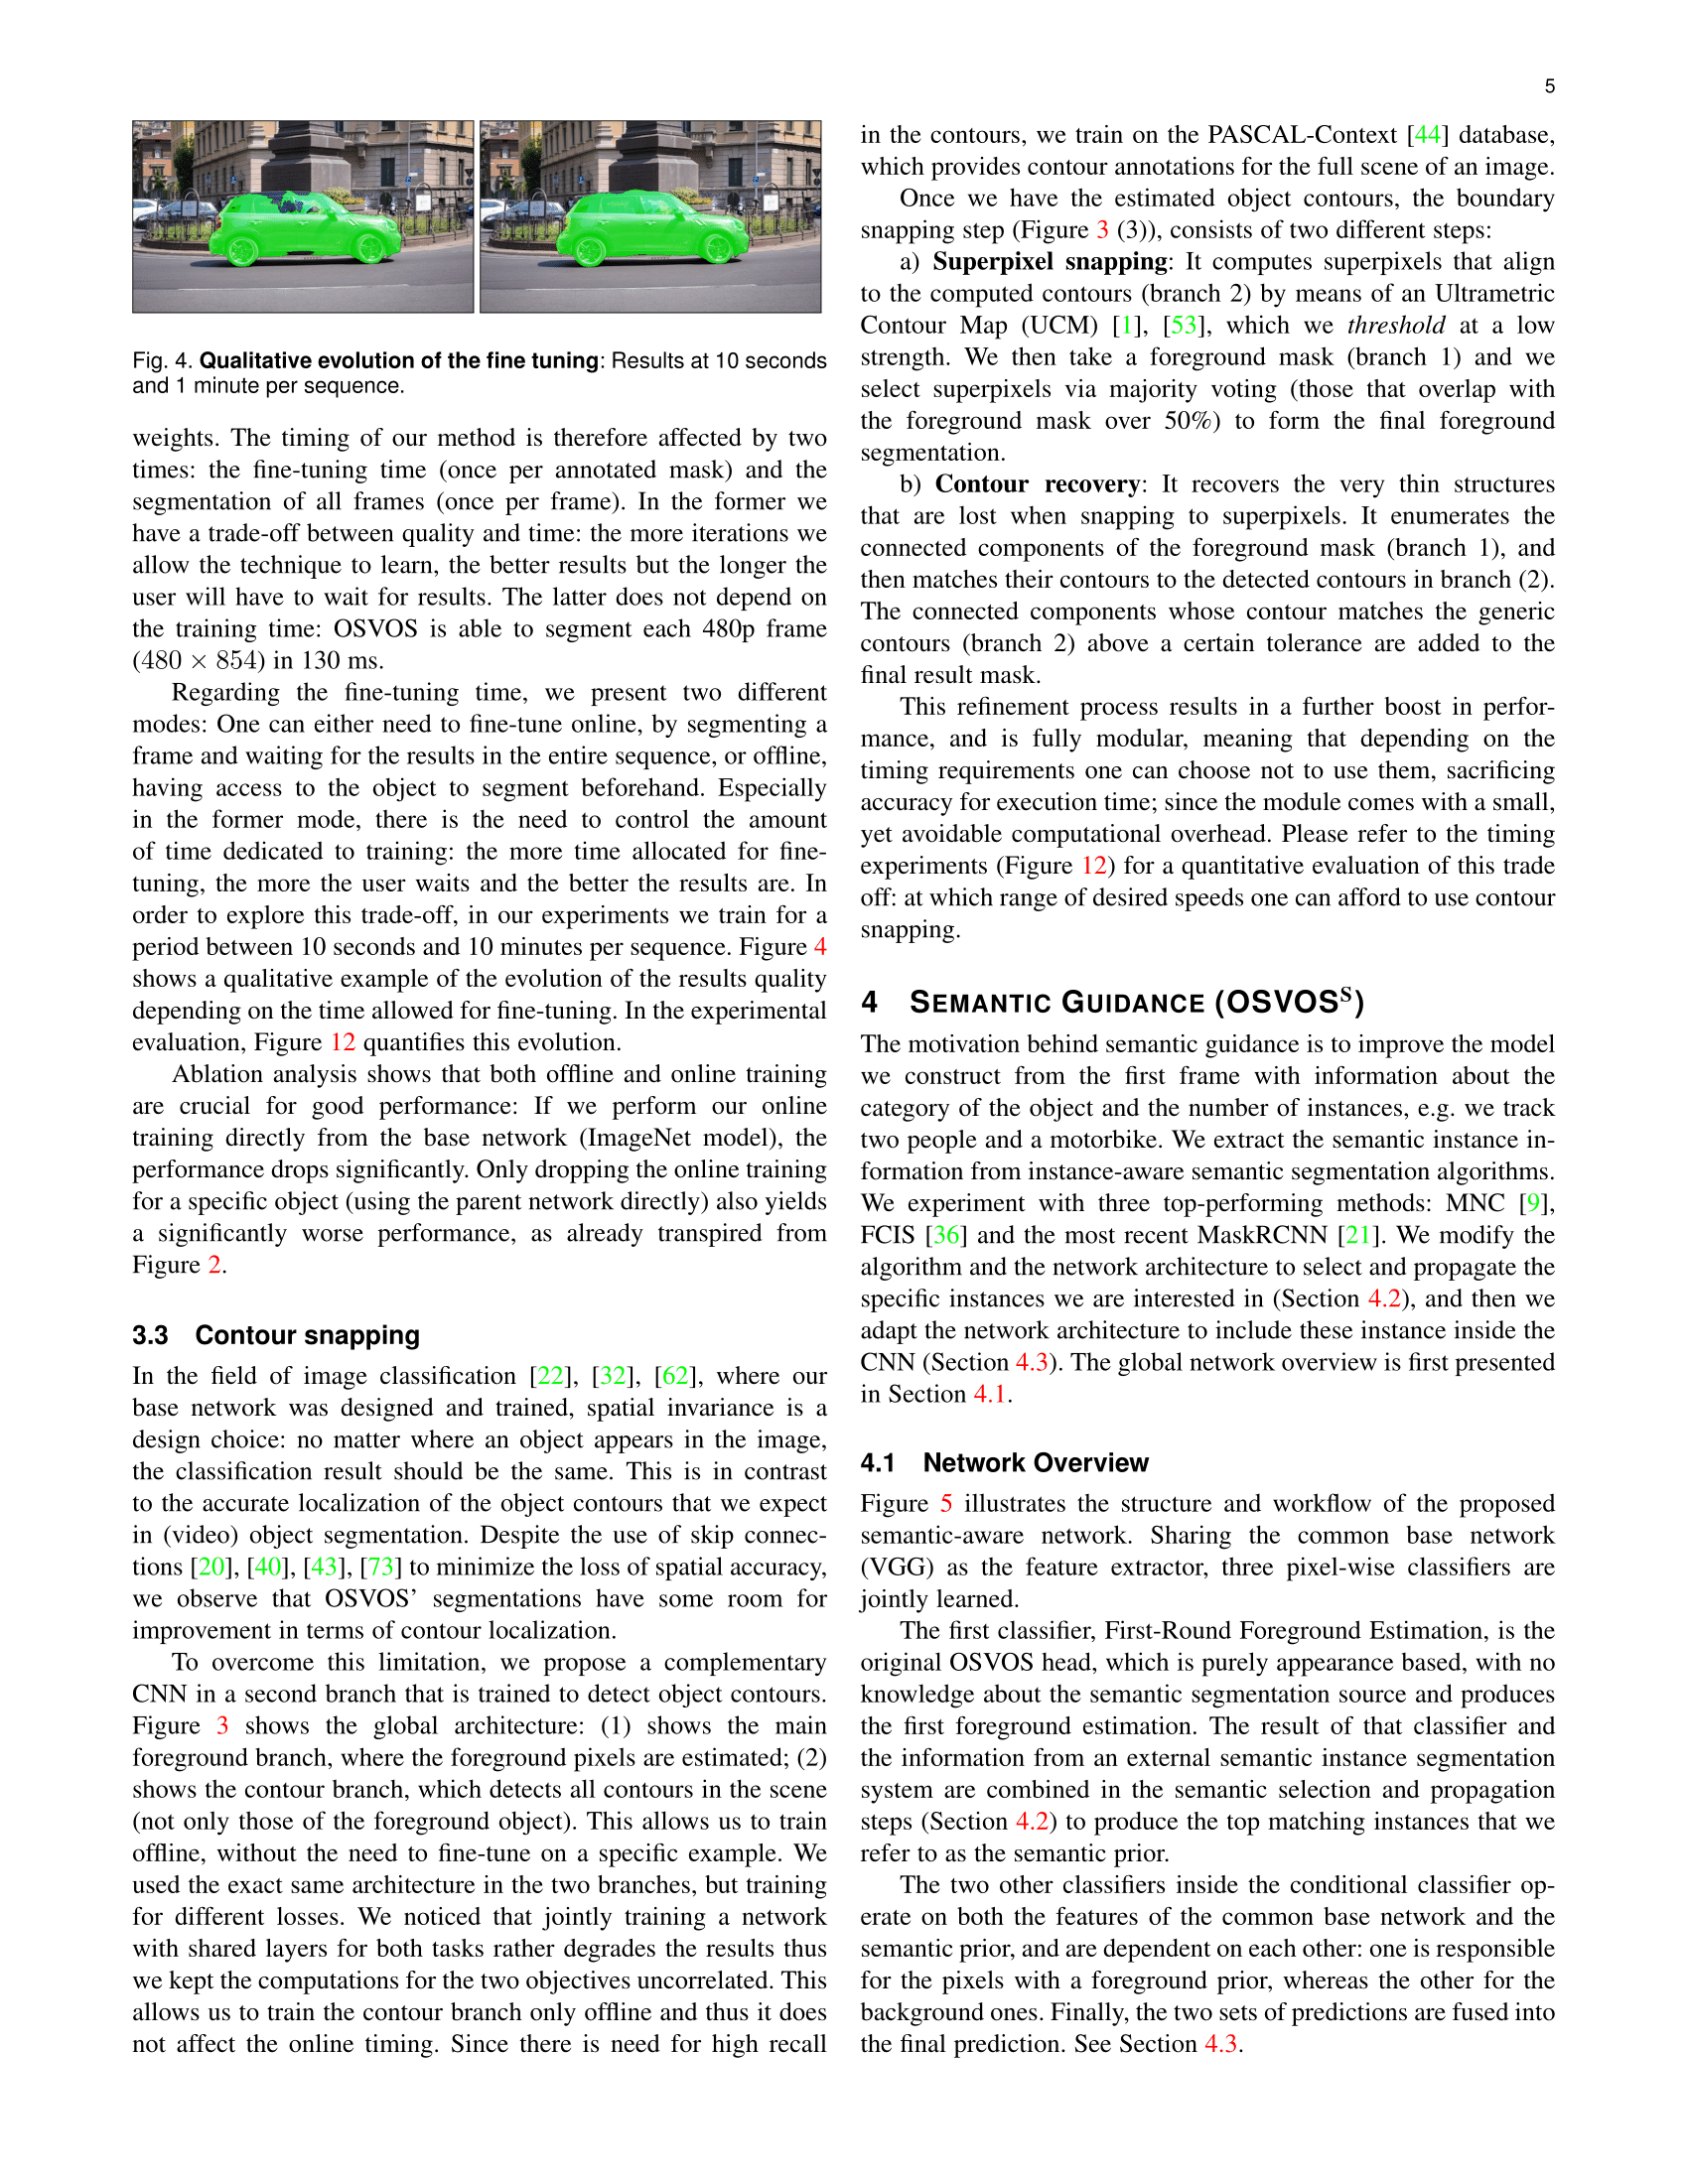 5
Fig. 4. Qualitative evolution of the fine tuning: Results at 10 seconds
and 1 minute per sequence.
weights. The timing of our method is therefore affected by two
times: the fine-tuning time (once per annotated mask) and the
segmentation of all frames (once per frame). In the former we
have a trade-off between quality and time: the more iterations we
allow the technique to learn, the better results but the longer the
user will have to wait for results. The latter does not depend on
the training time: OSVOS is able to segment each 480p frame
(480 × 854) in 130 ms.
Regarding the fine-tuning time, we present two different
modes: One can either need to fine-tune online, by segmenting a
frame and waiting for the results in the entire sequence, or offline,
having access to the object to segment beforehand. Especially
in the former mode, there is the need to control the amount
of time dedicated to training: the more time allocated for fine-
tuning, the more the user waits and the better the results are. In
order to explore this trade-off, in our experiments we train for a
period between 10 seconds and 10 minutes per sequence. Figure 4
shows a qualitative example of the evolution of the results quality
depending on the time allowed for fine-tuning. In the experimental
evaluation, Figure 12 quantifies this evolution.
Ablation analysis shows that both offline and online training
are crucial for good performance: If we perform our online
training directly from the base network (ImageNet model), the
performance drops significantly. Only dropping the online training
for a specific object (using the parent network directly) also yields
a significantly worse performance, as already transpired from
Figure 2.
3.3 Contour snapping
In the field of image classification [22], [32], [62], where our
base network was designed and trained, spatial invariance is a
design choice: no matter where an object appears in the image,
the classification result should be the same. This is in contrast
to the accurate localization of the object contours that we expect
in (video) object segmentation. Despite the use of skip connec-
tions [20], [40], [43], [73] to minimize the loss of spatial accuracy,
we observe that OSVOS' segmentations have some room for
improvement in terms of contour localization.
To overcome this limitation, we propose a complementary
CNN in a second branch that is trained to detect object contours.
Figure 3 shows the global architecture: (1) shows the main
foreground branch, where the foreground pixels are estimated; (2)
shows the contour branch, which detects all contours in the scene
(not only those of the foreground object). This allows us to train
offline, without the need to fine-tune on a specific example. We
used the exact same architecture in the two branches, but training
for different losses. We noticed that jointly training a network
with shared layers for both tasks rather degrades the results thus
we kept the computations for the two objectives uncorrelated. This
allows us to train the contour branch only offline and thus it does
not affect the online timing. Since there is need for high recall
in the contours, we train on the PASCAL-Context [44] database,
which provides contour annotations for the full scene of an image.
Once we have the estimated object contours, the boundary
snapping step (Figure 3 (3)), consists of two different steps:
a) Superpixel snapping: It computes superpixels that align
to the computed contours (branch 2) by means of an Ultrametric
Contour Map (UCM) [1], [53], which we threshold at a low
strength. We then take a foreground mask (branch 1) and we
select superpixels via majority voting (those that overlap with
the foreground mask over 50%) to form the final foreground
segmentation.
b) Contour recovery: It recovers the very thin structures
that are lost when snapping to superpixels. It enumerates the
connected components of the foreground mask (branch 1), and
then matches their contours to the detected contours in branch (2).
The connected components whose contour matches the generic
contours (branch 2) above a certain tolerance are added to the
final result mask.
This refinement process results in a further boost in perfor-
mance, and is fully modular, meaning that depending on the
timing requirements one can choose not to use them, sacrificing
accuracy for execution time; since the module comes with a small,
yet avoidable computational overhead. Please refer to the timing
experiments (Figure 12) for a quantitative evaluation of this trade
off: at which range of desired speeds one can afford to use contour
snapping.
4 SEMANTIC GUIDANCE (OSVOSS)
The motivation behind semantic guidance is to improve the model
we construct from the first frame with information about the
category of the object and the number of instances, e.g. we track
two people and a motorbike. We extract the semantic instance in-
formation from instance-aware semantic segmentation algorithms.
We experiment with three top-performing methods: MNC [9],
FCIS [36] and the most recent MaskRCNN [21]. We modify the
algorithm and the network architecture to select and propagate the
specific instances we are interested in (Section 4.2), and then we
adapt the network architecture to include these instance inside the
CNN (Section 4.3). The global network overview is first presented
in Section 4.1.
4.1 Network Overview
Figure 5 illustrates the structure and workflow of the proposed
semantic-aware network. Sharing the common base network
(VGG) as the feature extractor, three pixel-wise classifiers are
jointly learned.
The first classifier, First-Round Foreground Estimation, is the
original OSVOS head, which is purely appearance based, with no
knowledge about the semantic segmentation source and produces
the first foreground estimation. The result of that classifier and
the information from an external semantic instance segmentation
system are combined in the semantic selection and propagation
steps (Section 4.2) to produce the top matching instances that we
refer to as the semantic prior.
The two other classifiers inside the conditional classifier op-
erate on both the features of the common base network and the
semantic prior, and are dependent on each other: one is responsible
for the pixels with a foreground prior, whereas the other for the
background ones. Finally, the two sets of predictions are fused into
the final prediction. See Section 4.3.